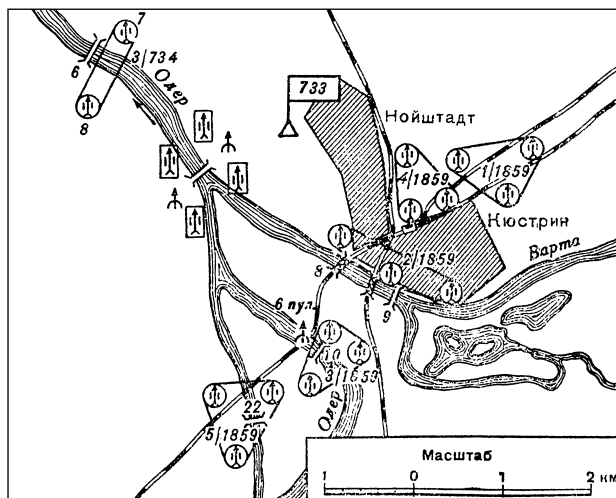 7
6
3/734
Одер
8
733
Нойштадт
4/1859
1/1859
Кюстрин
Варта
2/1859
8
9
6 пул.
10
3/1859
Одер
22
5/1859
Масштаб
1 0 1 2 км